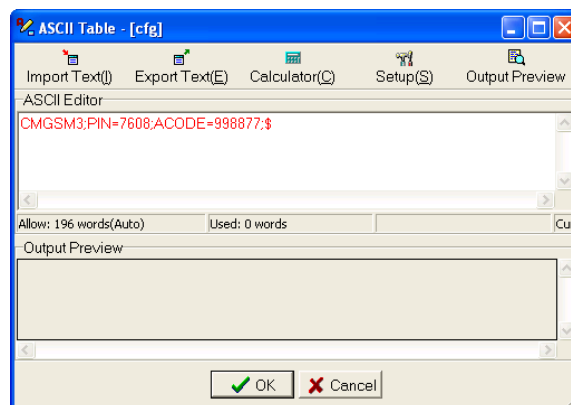 ASCII Table - [cfg]
Import Text(I) Export Text(E) Calculator(C) Setup(S) Output Preview
ASCII Editor
CMGSM3;PIN=7608;ACODE=998877;$
Allow: 196 words(Auto) Used: 0 words Cu
Output Preview
OK Cancel